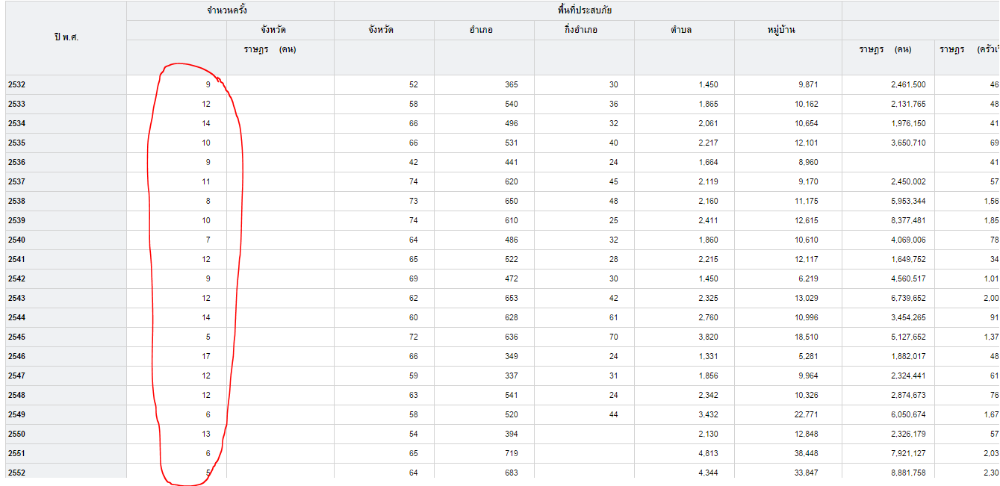 จำนวนครั้ง พื้นที่ประสบภัย
ปี พ.ศ. จังหวัด จังหวัด อำเภอ กิ่งอำเภอ ตำบล หมู่บ้าน
ราษฎร (คน) ราษฎร (คน) ราษฎร
2532 9 52 365 30 1,450 9,871 2,461,500 46
2533 12 58 540 36 1,865 10,162 2,131,765 48
2534 14 66 496 32 2,061 10,654 1,976,150 41
2535 10 66 531 40 2,217 12,101 3,650,710 69
2536 9 42 441 24 1,664 8,960 41
2537 11 74 620 45 2,119 9,170 2,450,002 57
2538 8 73 650 48 2,160 11,175 5,953,344 1,56
2539 10 74 610 25 2,411 12,615 8,377,481 1,85
2540 7 64 486 32 1,860 10,610 4,069,006 78
2541 12 65 522 28 2,215 12,117 1,649,752 34
2542 9 69 472 30 1,450 6,219 4,560,517 1,01
2543 12 62 653 42 2,325 13,029 6,739,652 2,00
2544 14 60 628 61 2,760 10,996 3,454,265 91
2545 5 72 636 70 3,820 18,510 5,127,652 1,37
2546 17 66 349 24 1,331 5,281 1,882,017 48
2547 12 59 337 31 1,856 9,964 2,324,441 61
2548 12 63 541 24 2,342 10,326 2,874,673 76
2549 6 58 520 44 3,432 22,771 6,050,674 1,67
2550 13 54 394 2,130 12,848 2,326,179 57
2551 6 65 719 4,813 38,448 7,921,127 2,03
2552 5 64 683 4,344 33,847 8,881,758 2,30